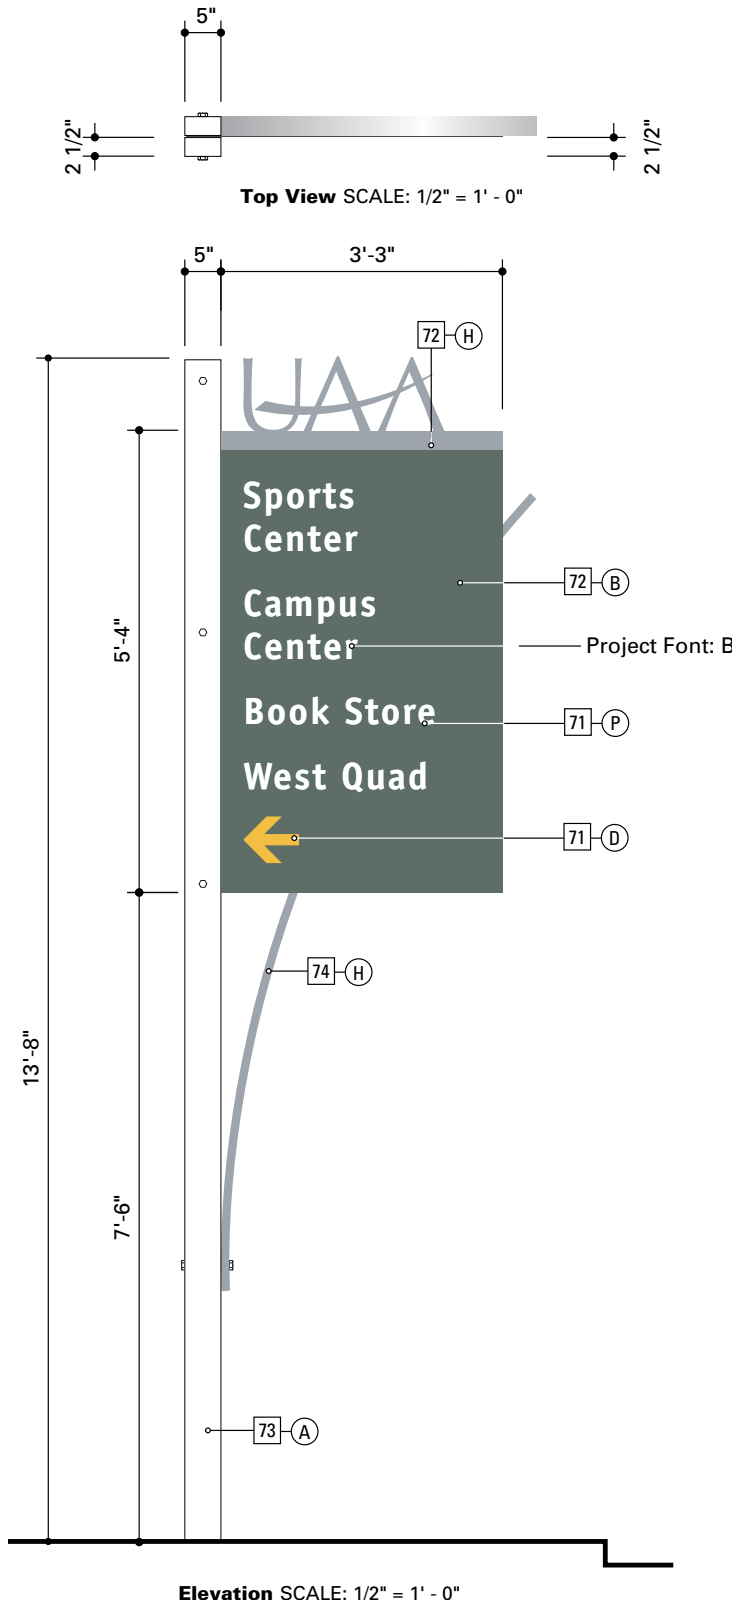 5"
2 1/2"
2 1/2"
Top View SCALE: 1/2" = 1' - 0"
5"
3'-3"
72 H
UAA
Sports
Center
72 B
Campus
Center
5'-4"
Project Font: B
Book Store
71 P
West Quad
71 D
74 H
13'-8"
7'-6"
73 A
Elevation SCALE: 1/2" = 1' - 0"